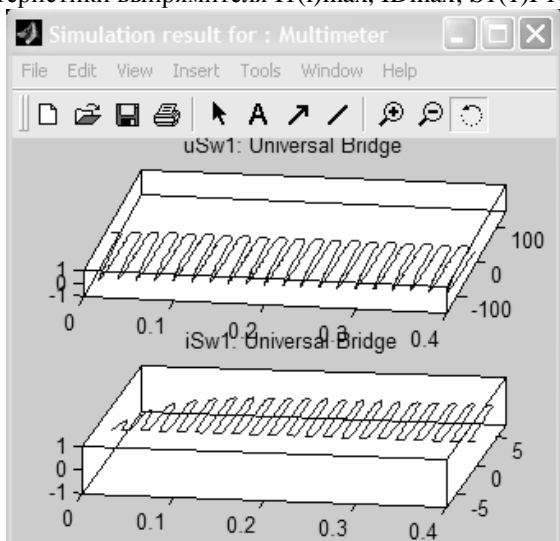 теристики выпрямителя
Simulation result for : Multimeter
File Edit View Insert Tools Window Help
uSw1: Universal Bridge
100
0
-100
1
0
-1
0 0.1 0.2 0.3 0.4
iSw1: Universal Bridge
5
0
-5
1
0
-1
0 0.1 0.2 0.3 0.4